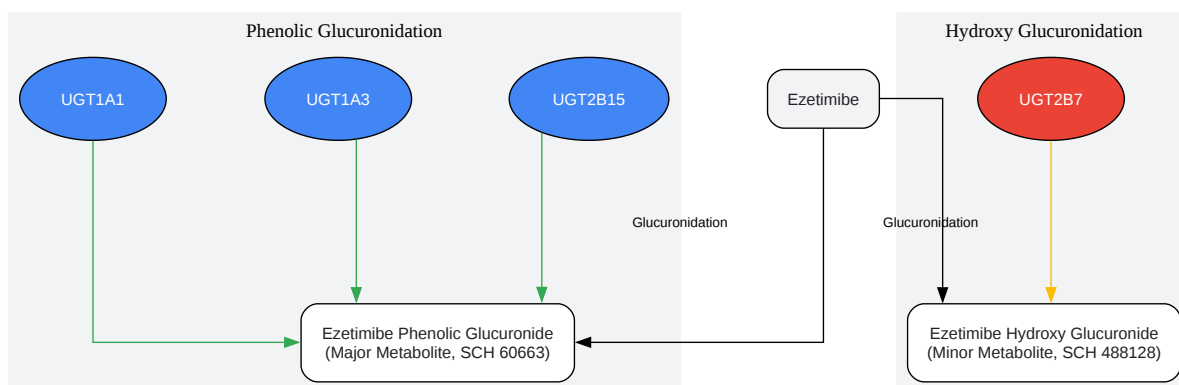 Phenolic Glucuronidation
Hydroxy Glucuronidation
UGT1A1
UGT1A3
UGT2B15
Ezetimibe
UGT2B7
Glucuronidation
Glucuronidation
Ezetimibe Phenolic Glucuronide
(Major Metabolite, SCH 60663)
Ezetimibe Hydroxy Glucuronide
(Minor Metabolite, SCH 488128)